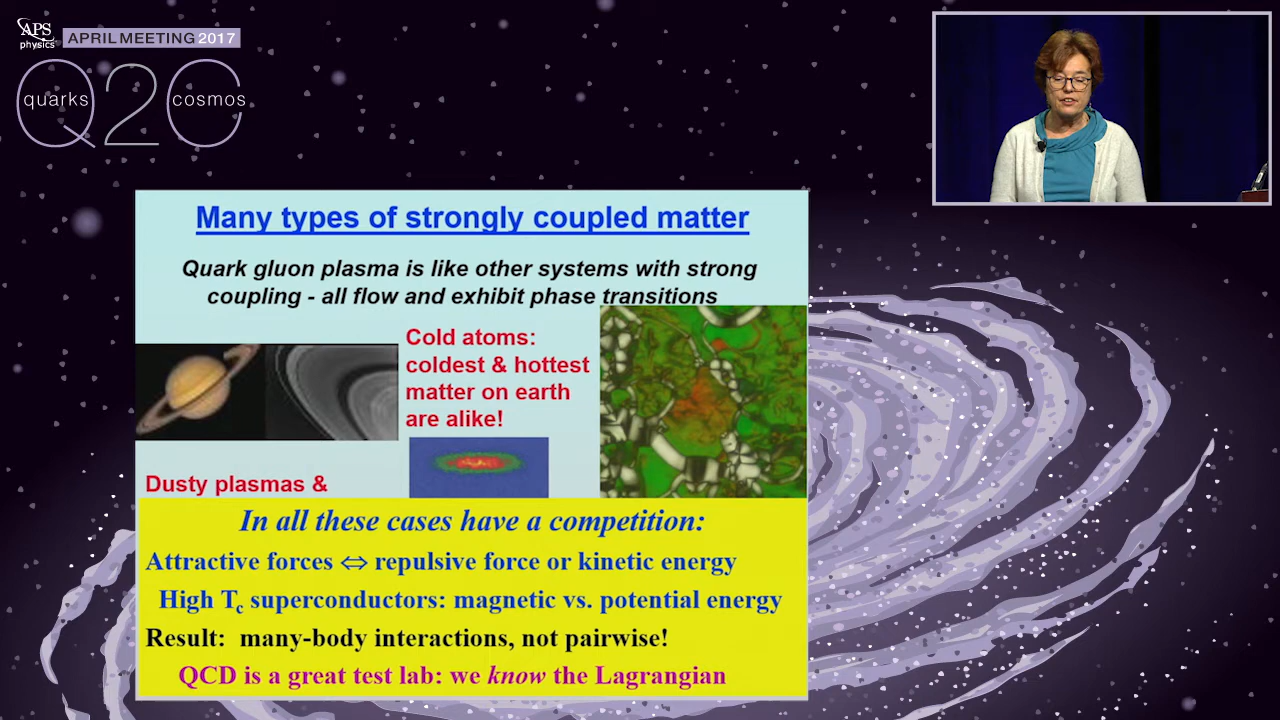 APS
physics
APRIL MEETING 2017
Q2C
quarks
cosmos
Many types of strongly coupled matter
Quark gluon plasma is like other systems with strong
coupling - all flow and exhibit phase transitions
Cold atoms:
coldest & hottest
matter on earth
are alike!
Dusty plasmas &
In all these cases have a competition:
Attractive forces ⇔ repulsive force or kinetic energy
High Tc superconductors: magnetic vs. potential energy
Result: many-body interactions, not pairwise!
QCD is a great test lab: we know the Lagrangian